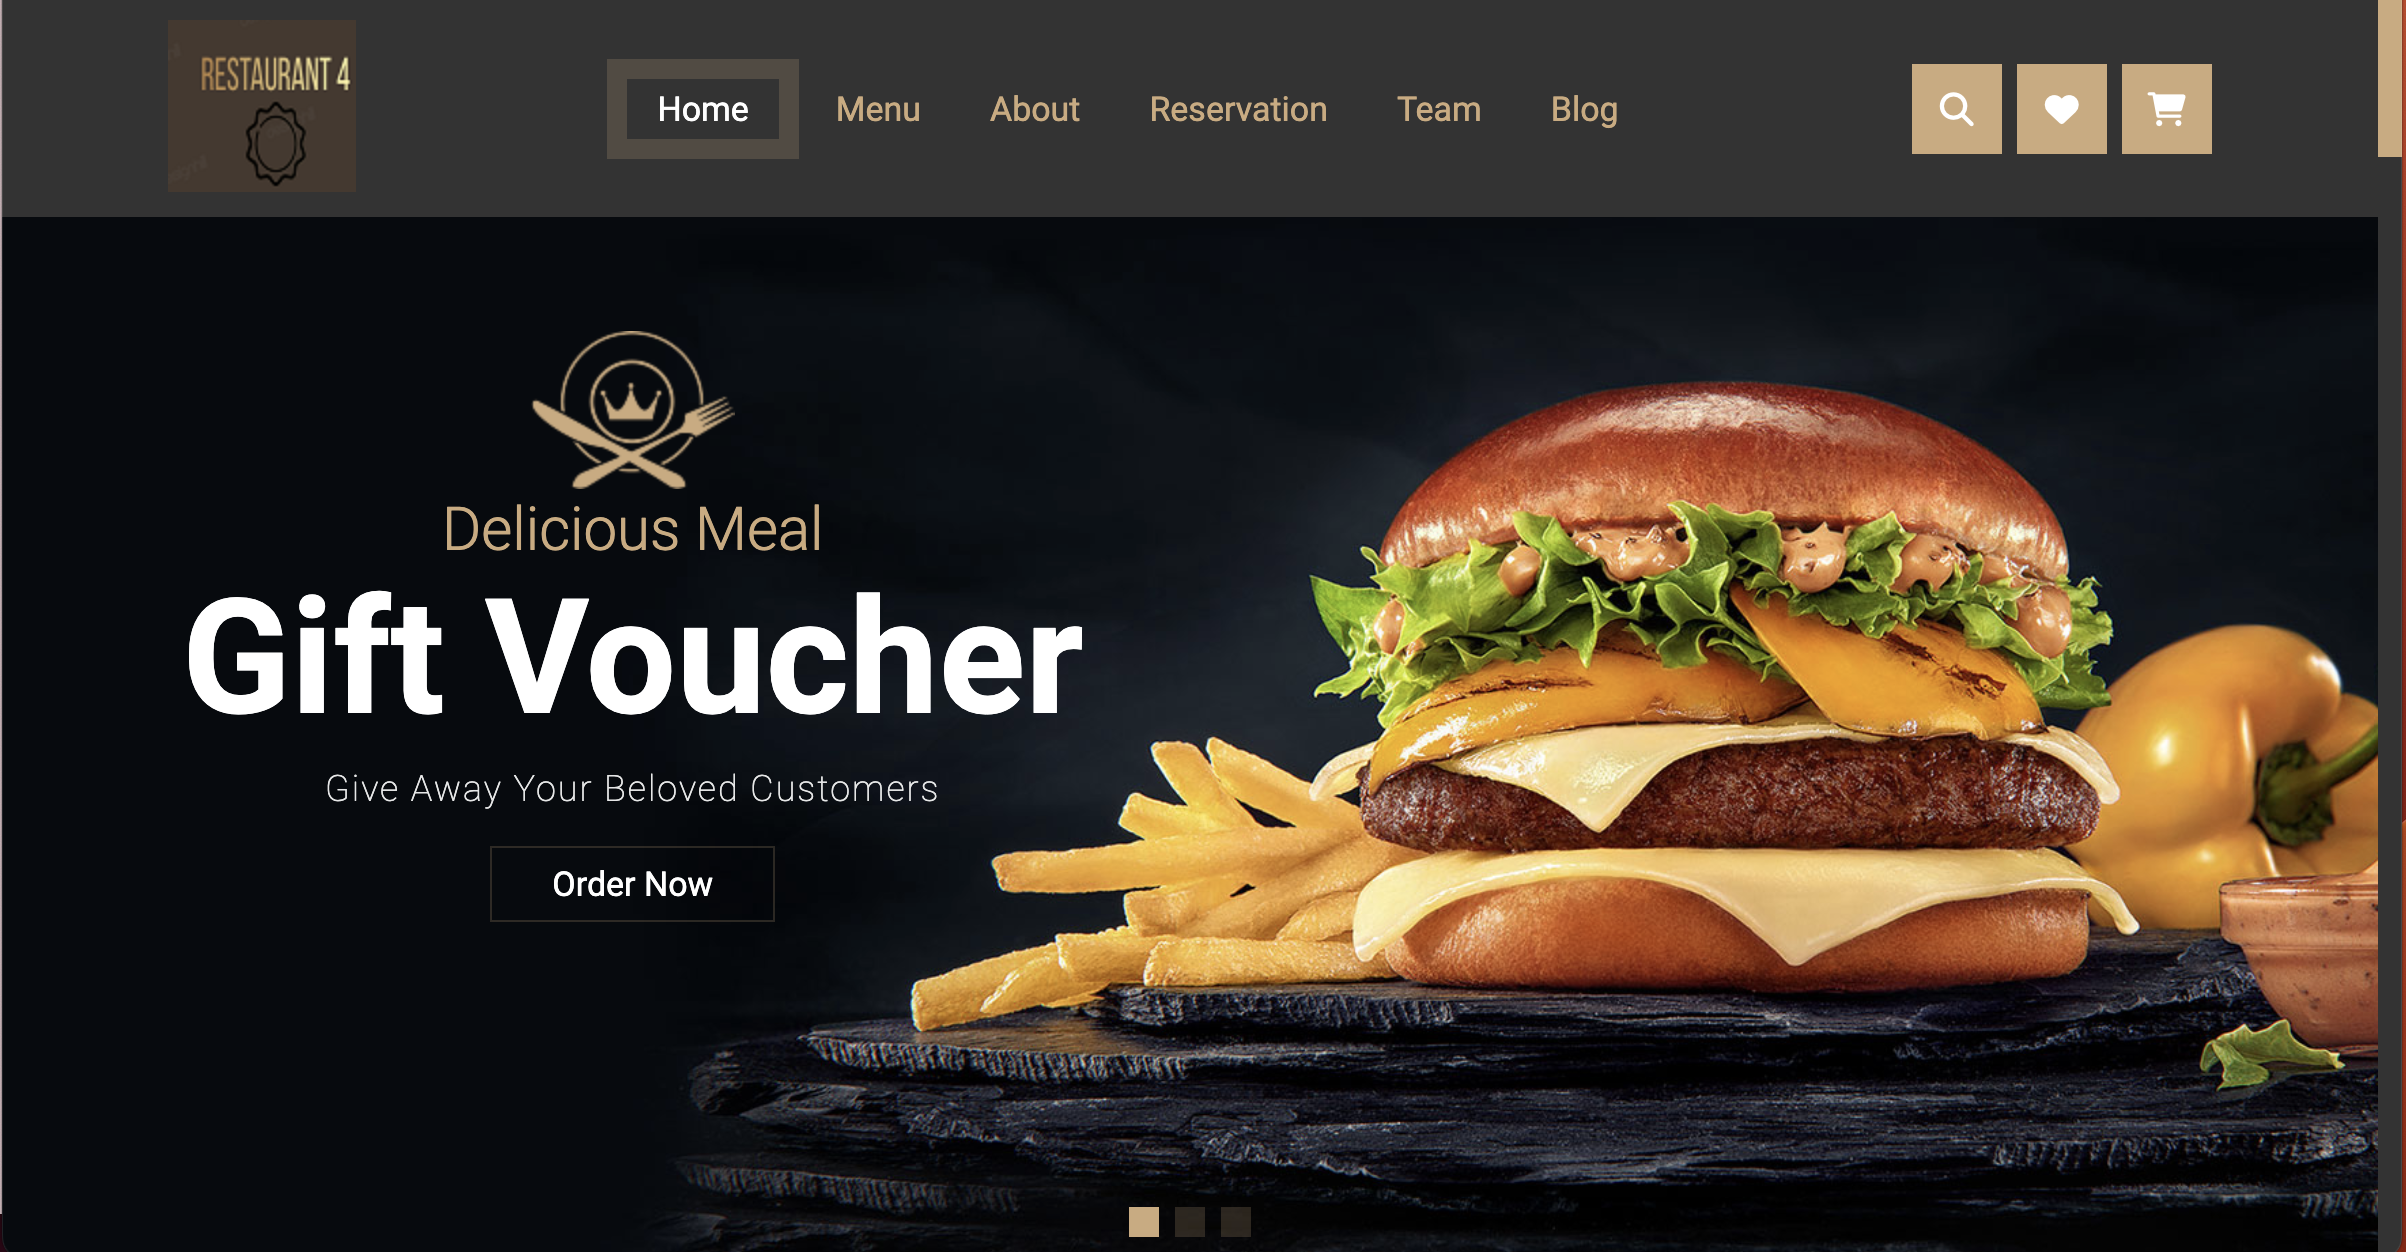 RESTAURANT 4
Home Menu About Reservation Team Blog
Delicious Meal
Gift Voucher
Give Away Your Beloved Customers
Order Now